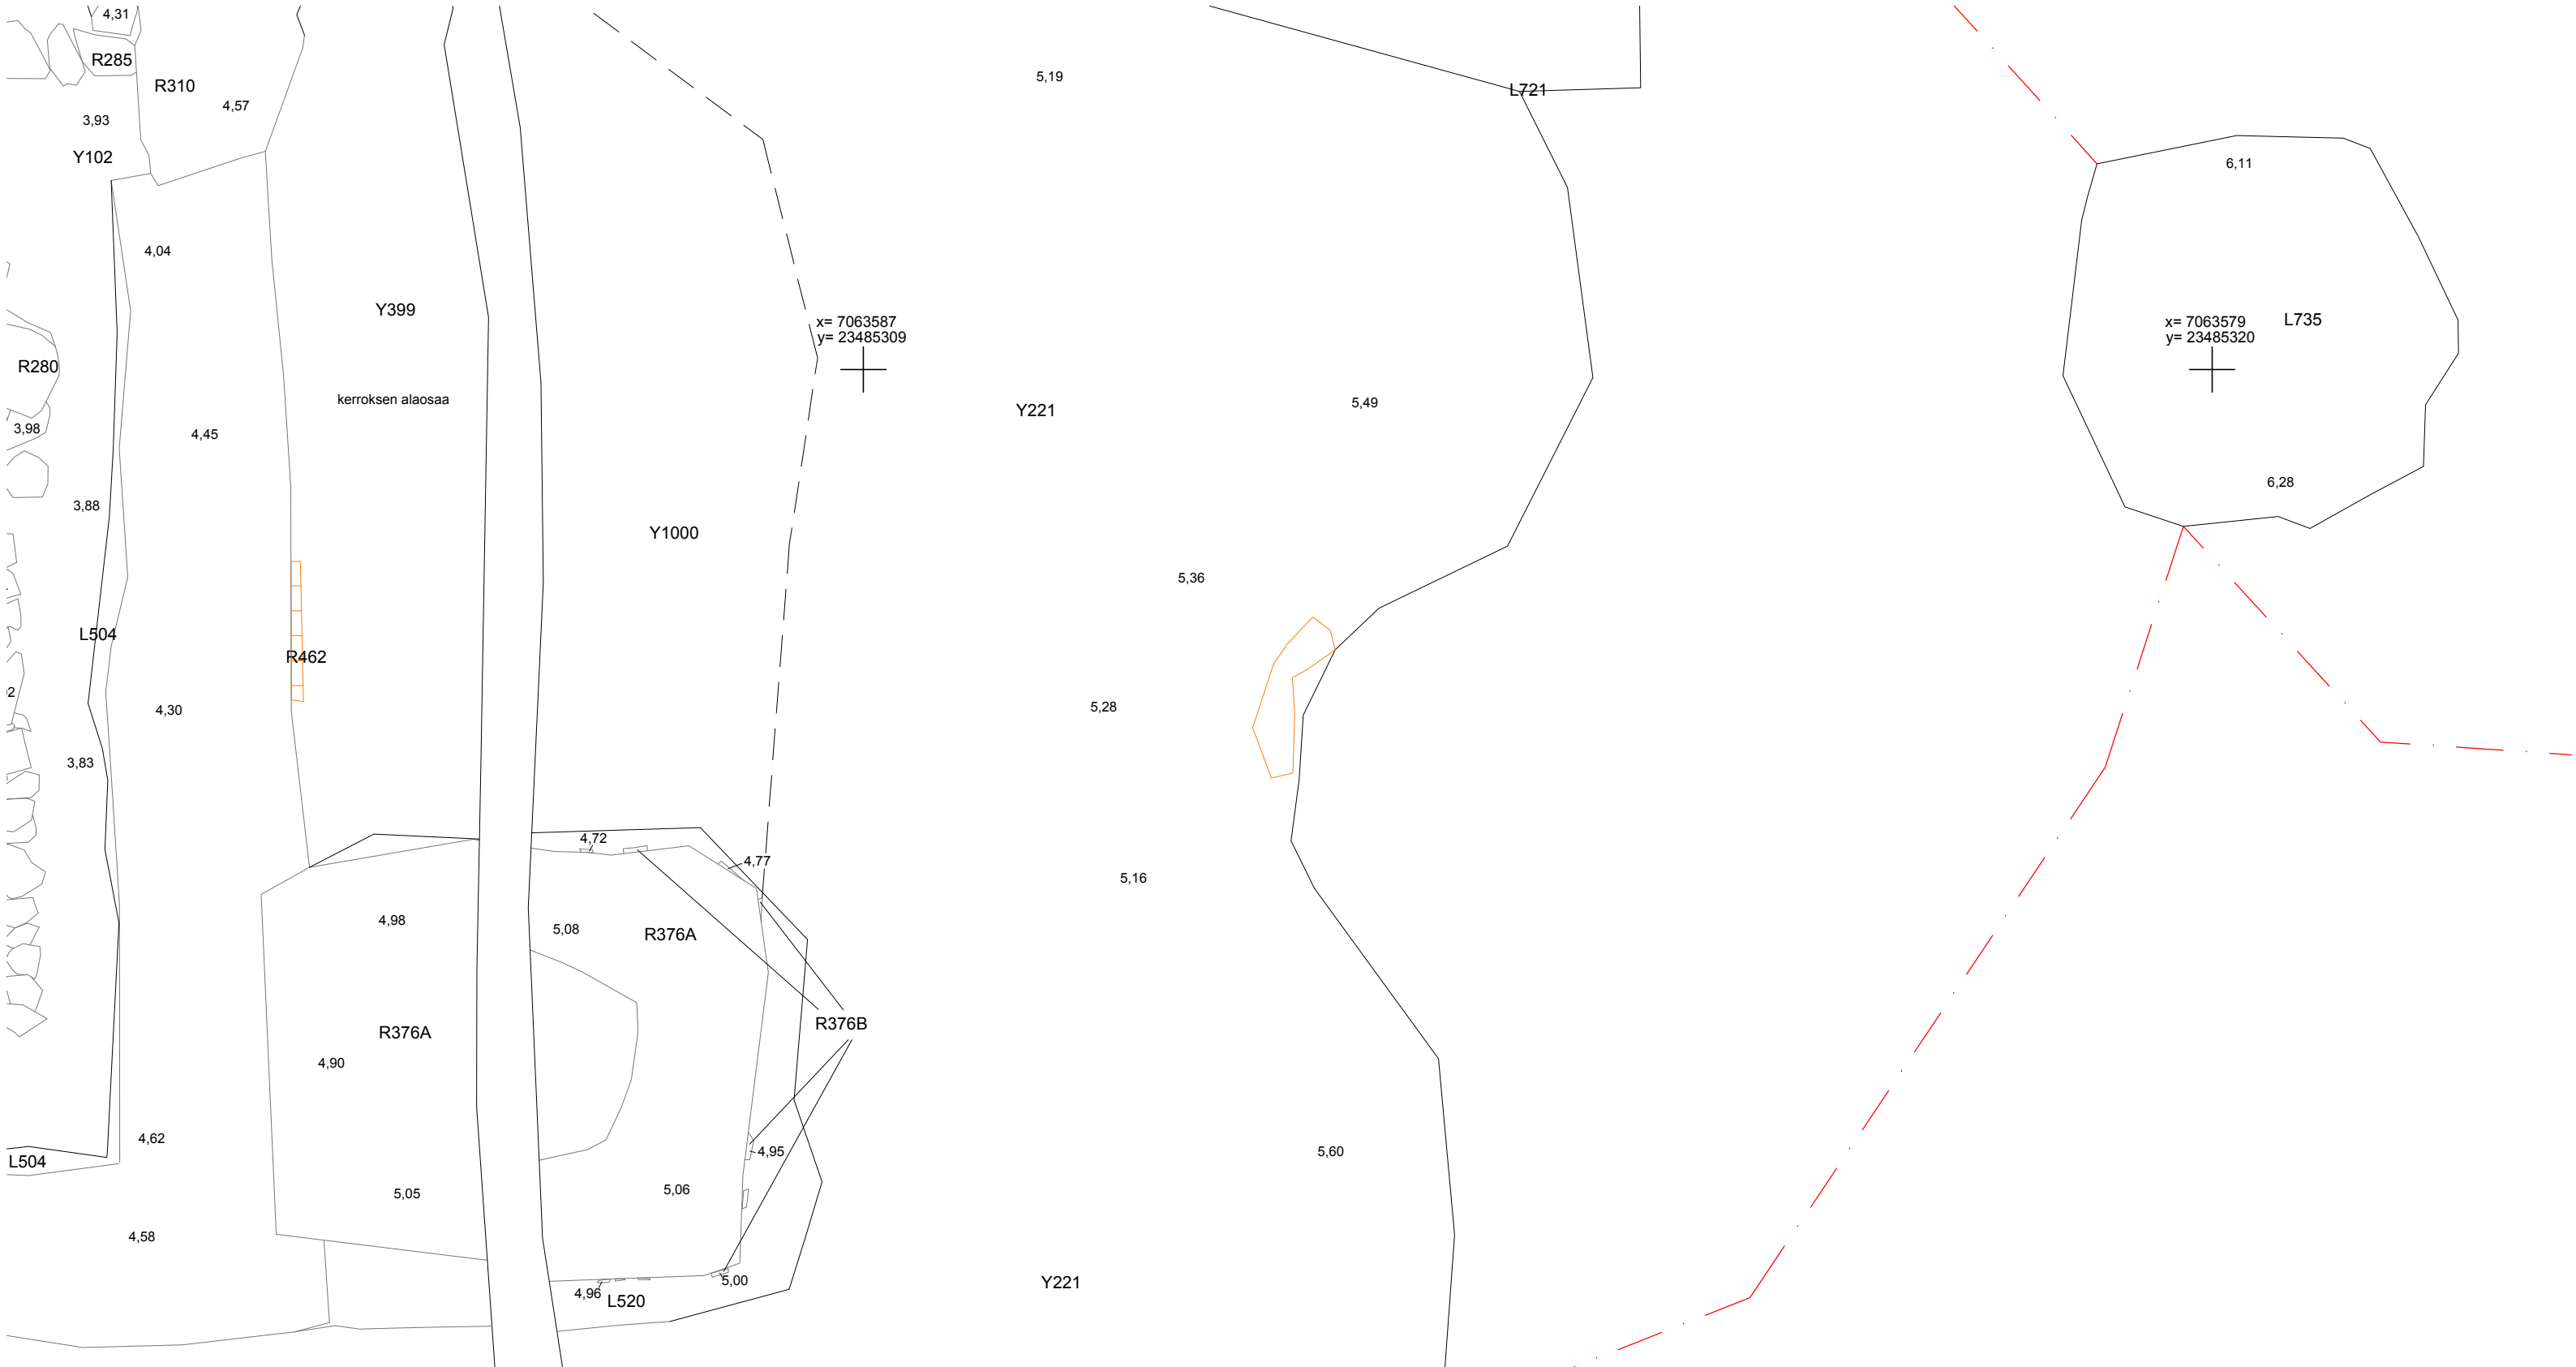 4,31
5,19
R285
R310
L721
4,57
3,93
Y102
6,11
4,04
Y399
x= 7063587
y= 23485309
x= 7063579
y= 23485320
L735
R280
kerroksen alaosaa
5,49
Y221
3,98
4,45
6,28
3,88
Y1000
5,36
L504
R462
4,30
5,28
3,83
4,72
4,77
5,16
4,98
5,08
R376A
R376B
R376A
4,90
4,62
4,95
5,60
L504
5,05
5,06
4,58
5,00
Y221
4,96
L520